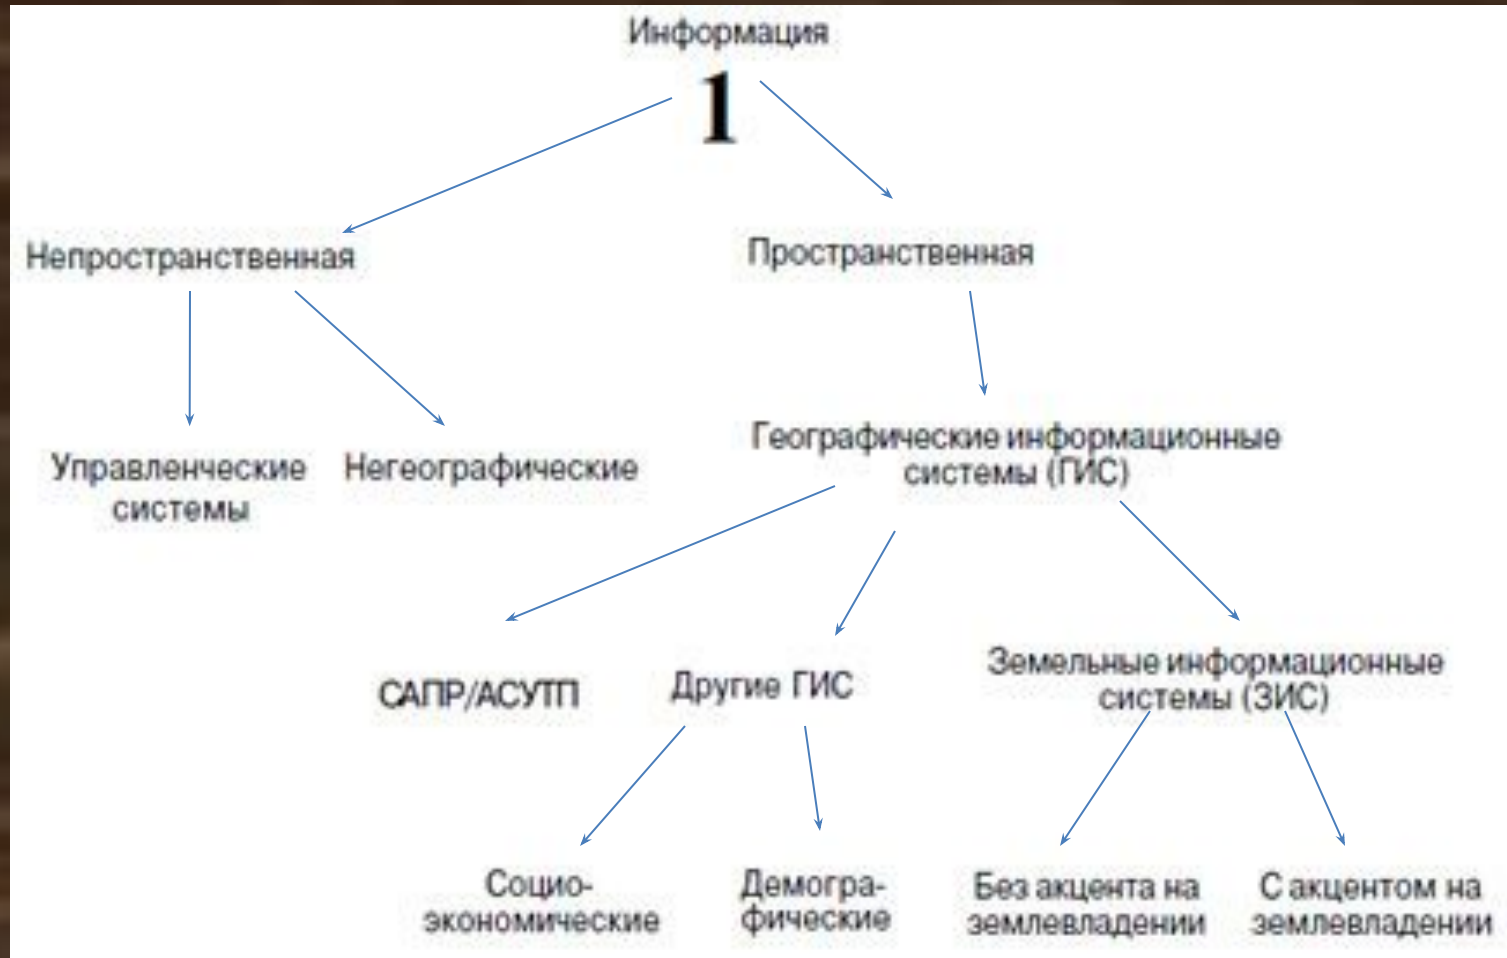 Информация
1
Непространственная
Пространственная
Управленческие
системы
Негеографические
Географические информационные
системы (ГИС)
САПР/АСУТП
Другие ГИС
Земельные информационные
системы (ЗИС)
Социо-
экономические
Демогра-
фические
Без акцента на
землевладении
С акцентом на
землевладении